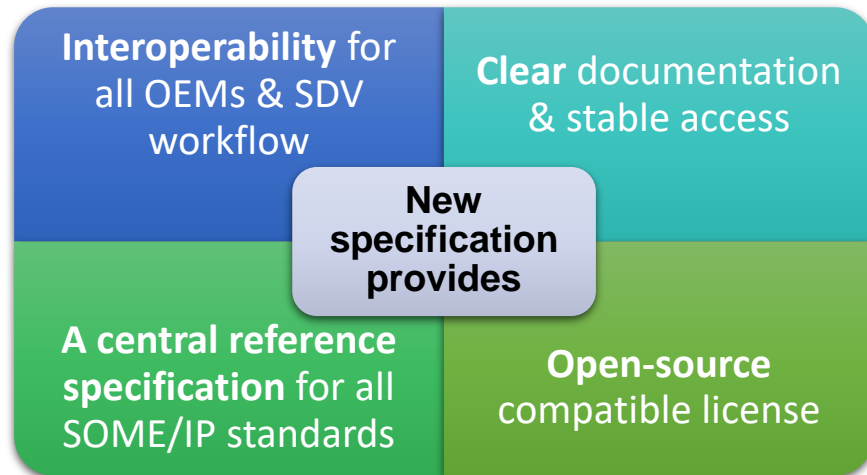 Interoperability for
all OEMs & SDV
workflow
Clear documentation
& stable access
New
specification
provides
A central reference
specification for all
SOME/IP standards
Open-source
compatible license